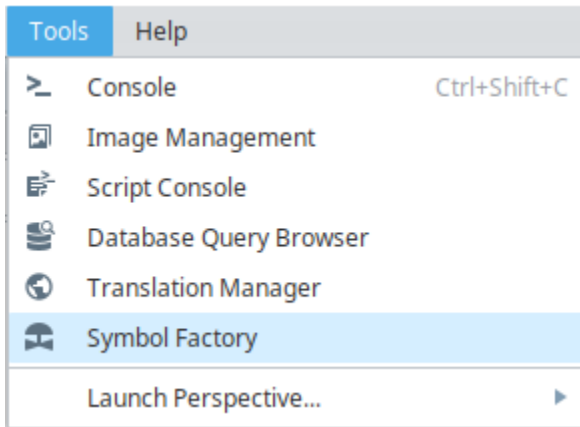 Tools Help
Console Ctrl+Shift+C
Image Management
Script Console
Database Query Browser
Translation Manager
Symbol Factory
Launch Perspective...